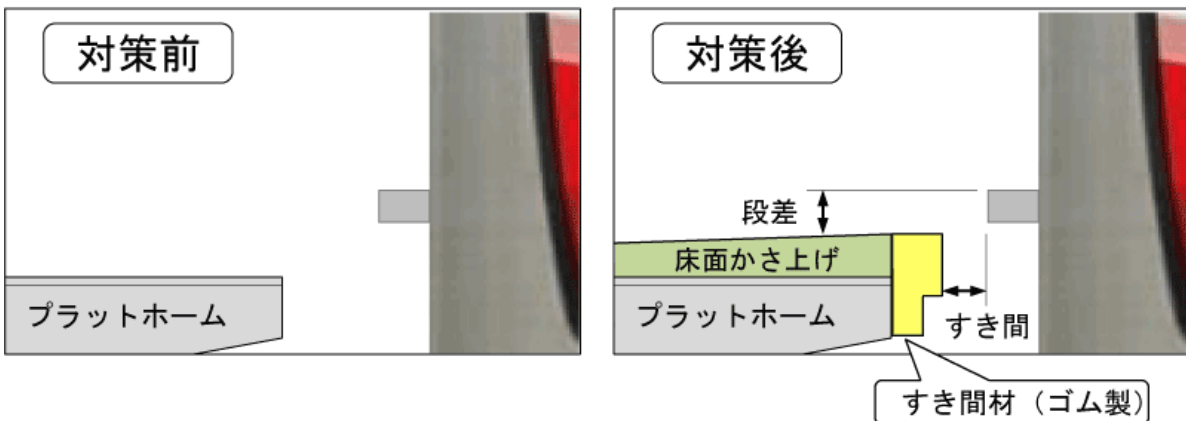 対策前
プラットホーム
対策後
段差
床面かさ上げ
プラットホーム
すき間
すき間材（ゴム製）